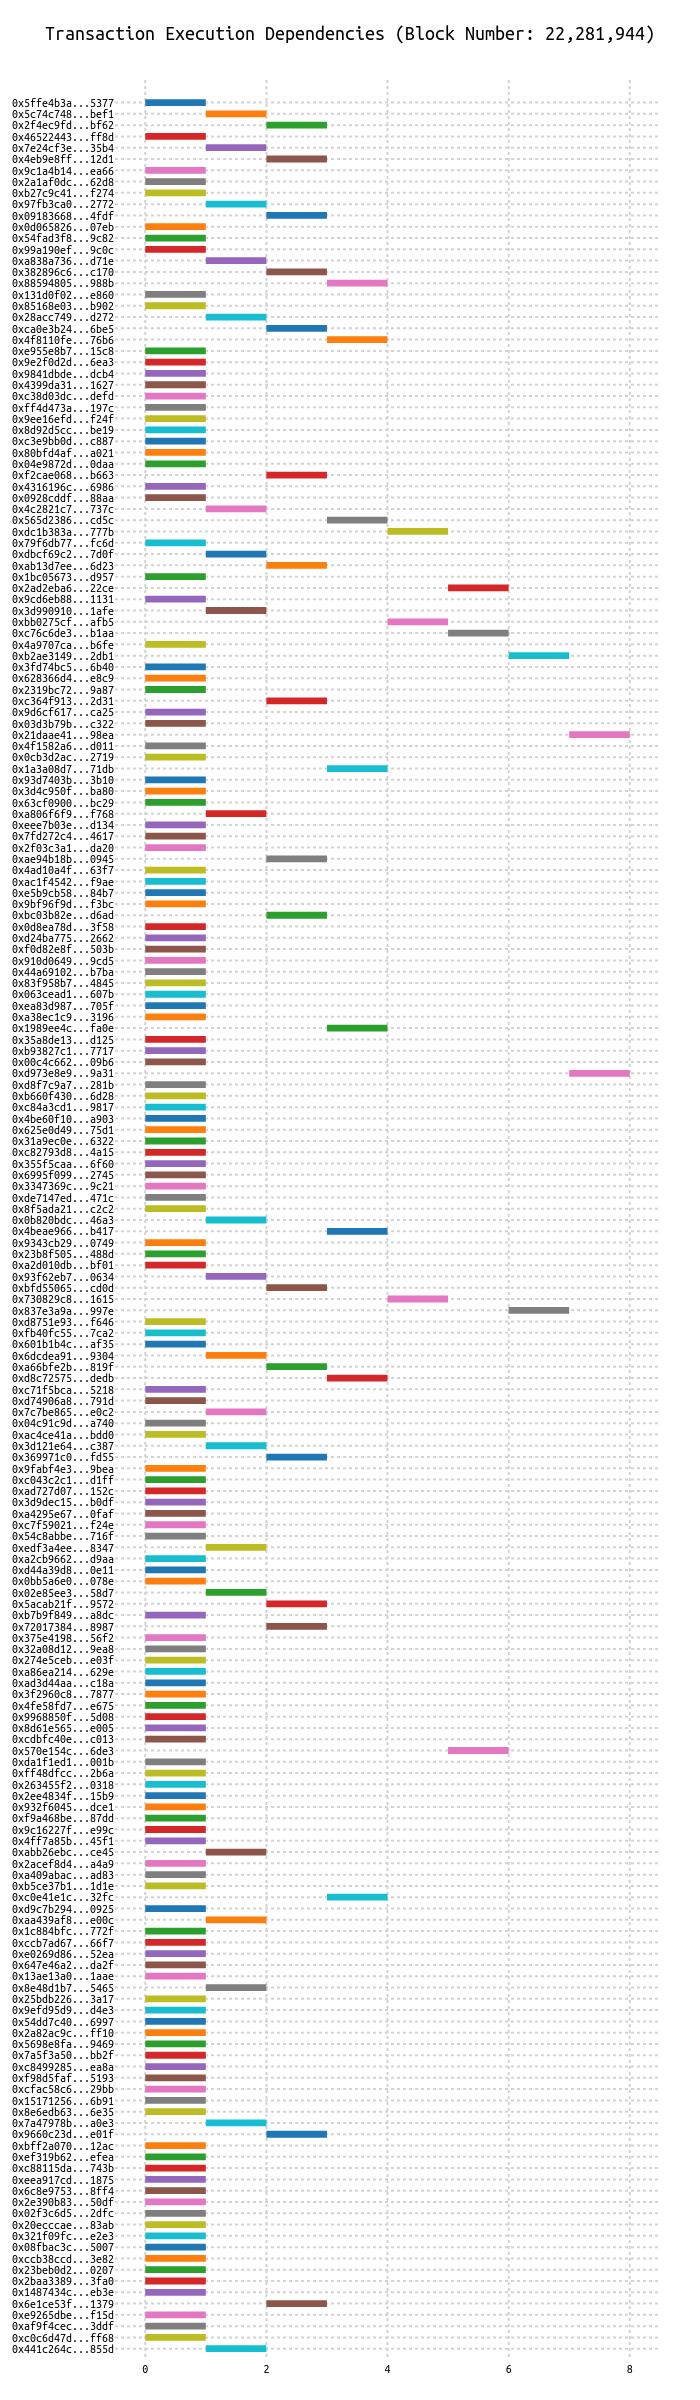 Transaction Execution Dependencies (Block Number: 22,281,944)
0x5ffe4b3a...5377
0x5c74c748...bef1
0x2f4ec9fd...bf62
0x46522443...ff8d
0x7e24cf3e...35b4
0x4eb9e8ff...12d1
0x9c1a4b14...ea66
0x2a1af0dc...62d8
0xb27c9c41...f274
0x97fb3ca0...2772
0x09183668...4fdf
0x0d065826...07eb
0x54fad3f8...9c82
0x99a190ef...9c0c
0xa838a736...d71e
0x382896c6...c170
0x88594805...988b
0x131d0f02...e860
0x85168e03...b902
0x28acc749...d272
0xca0e3b24...6be5
0x4f8110fe...76b6
0xe955e8b7...15c8
0x9e2f0d2d...6ea3
0x9841dbde...dcb4
0x4399da31...1627
0xc38d03dc...defd
0xff4d473a...197c
0x9ee16efd...f24f
0x8d92d5cc...be19
0xc3e9bb0d...c887
0x80bfd4af...a021
0x04e9872d...0daa
0xf2cae068...b663
0x4316196c...6986
0x0928cddf...88aa
0x4c2821c7...737c
0x565d2386...cd5c
0xdc1b383a...777b
0x79f6db77...fc6d
0xdbcf69c2...7d0f
0xab13d7ee...6d23
0x1bc05673...d957
0x2ad2eba6...22ce
0x9cd6eb88...1131
0x3d990910...1afe
0xbb0275cf...afb5
0xc76c6de3...b1aa
0x4a9707ca...b6fe
0xb2ae3149...2db1
0x3fd74bc5...6b40
0x628366d4...e8c9
0x2319bc72...9a87
0xc364f913...2d31
0x9d6cf617...ca25
0x03d3b79b...c322
0x21daae41...98ea
0x4f1582a6...d011
0x0cb3d2ac...2719
0x1a3a08d7...71db
0x93d7403b...3b10
0x3d4c950f...ba80
0x63cf0900...bc29
0xa806f6f9...f768
0xeee7b03e...d134
0x7fd272c4...4617
0x2f03c3a1...da20
0xae94b18b...0945
0x4ad10a4f...63f7
0xac1f4542...f9ae
0xe5b9cb58...84b7
0x9bf96f9d...f3bc
0xbc03b82e...d6ad
0x0d8ea78d...3f58
0xd24ba775...2662
0xf0d82e8f...503b
0x910d0649...9cd5
0x44a69102...b7ba
0x83f958b7...4845
0x063cead1...607b
0xea83d987...705f
0xa38ec1c9...3196
0x1989ee4c...fa0e
0x35a8de13...d125
0xb93827c1...7717
0x00c4c662...09b6
0xd973e8e9...9a31
0xd8f7c9a7...281b
0xb660f430...6d28
0xc84a3cd1...9817
0x4be60f10...a903
0x625e0d49...75d1
0x31a9ec0e...6322
0xc82793d8...4a15
0x355f5caa...6f60
0x6995f099...2745
0x3347369c...9c21
0xde7147ed...471c
0x8f5ada21...c2c2
0x0b820bdc...46a3
0x4beae966...b417
0x9343cb29...0749
0x23b8f505...488d
0xa2d010db...bf01
0x93f62eb7...0634
0xbfd55065...cd0d
0x730829c8...1615
0x837e3a9a...997e
0xd8751e93...f646
0xfb40fc55...7ca2
0x601b1b4c...af35
0x6dcdea91...9304
0xa66bfe2b...819f
0xd8c72575...dedb
0xc71f5bca...5218
0xd74906a8...791d
0x7c7be865...e0c2
0x04c91c9d...a740
0xac4ce41a...bdd0
0x3d121e64...c387
0x369971c0...fd55
0x9fabf4e3...9bea
0xc043c2c1...d1ff
0xad727d07...152c
0x3d9dec15...b0df
0xa4295e67...0faf
0xc7f59021...f24e
0x54c8abbe...716f
0xedf3a4ee...8347
0xa2cb9662...d9aa
0xd44a39d8...0e11
0x0bb5a6e0...078e
0x02e85ee3...58d7
0x5acab21f...9572
0xb7b9f849...a8dc
0x72017384...8987
0x375e4198...56f2
0x32a08d12...9ea8
0x274e5ceb...e03f
0xa86ea214...629e
0xad3d44aa...c18a
0x3f2960c8...7877
0x4fe58fd7...e675
0x9968850f...5d08
0x8d61e565...e005
0xcdbfc40e...c013
0x570e154c...6de3
0xda1f1ed1...001b
0xff48dfcc...2b6a
0x263455f2...0318
0x2ee4834f...15b9
0x932f6045...dce1
0xf9a468be...87dd
0x9c16227f...e99c
0x4ff7a85b...45f1
0xabb26ebc...ce45
0x2acef8d4...a4a9
0xa409abac...ad83
0xb5ce37b1...1d1e
0xc0e41e1c...32fc
0xd9c7b294...0925
0xaa439af8...e00c
0x1c884bfc...772f
0xccb7ad67...66f7
0xe0269d86...52ea
0x647e46a2...da2f
0x13ae13a0...1aae
0x8e48d1b7...5465
0x25bdb226...3a17
0x9efd95d9...d4e3
0x54dd7c40...6997
0x2a82ac9c...ff10
0x5698e8fa...9469
0x7a5f3a50...bb2f
0xc8499285...ea8a
0xf98d5faf...5193
0xcfac58c6...29bb
0x15171256...6b91
0x8e6edb63...6e35
0x7a47978b...a0e3
0x9660c23d...e01f
0xbff2a070...12ac
0xef319b62...efea
0xc88115da...743b
0xeea917cd...1875
0x6c8e9753...8ff4
0x2e390b83...50df
0x02f3c6d5...2dfc
0x20ecccae...83ab
0x321f09fc...e2e3
0x08fbac3c...5007
0xccb38ccd...3e82
0x23beb0d2...0207
0x2baa3389...3fa0
0x1487434c...eb3e
0x6e1ce53f...1379
0xe9265dbe...f15d
0xaf9f4cec...3ddf
0xc0c6d47d...ff68
0x441c264c...855d
0 2 4 6 8